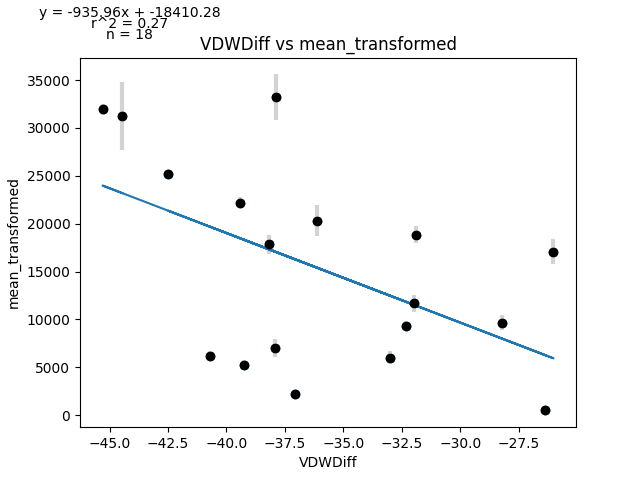 y = -935.96x + -18410.28
r^2 = 0.27
n = 18
VDWDiff vs mean_transformed
mean_transformed
35000
30000
25000
20000
15000
10000
5000
0
−45.0 −42.5 −40.0 −37.5 −35.0 −32.5 −30.0 −27.5
VDWDiff